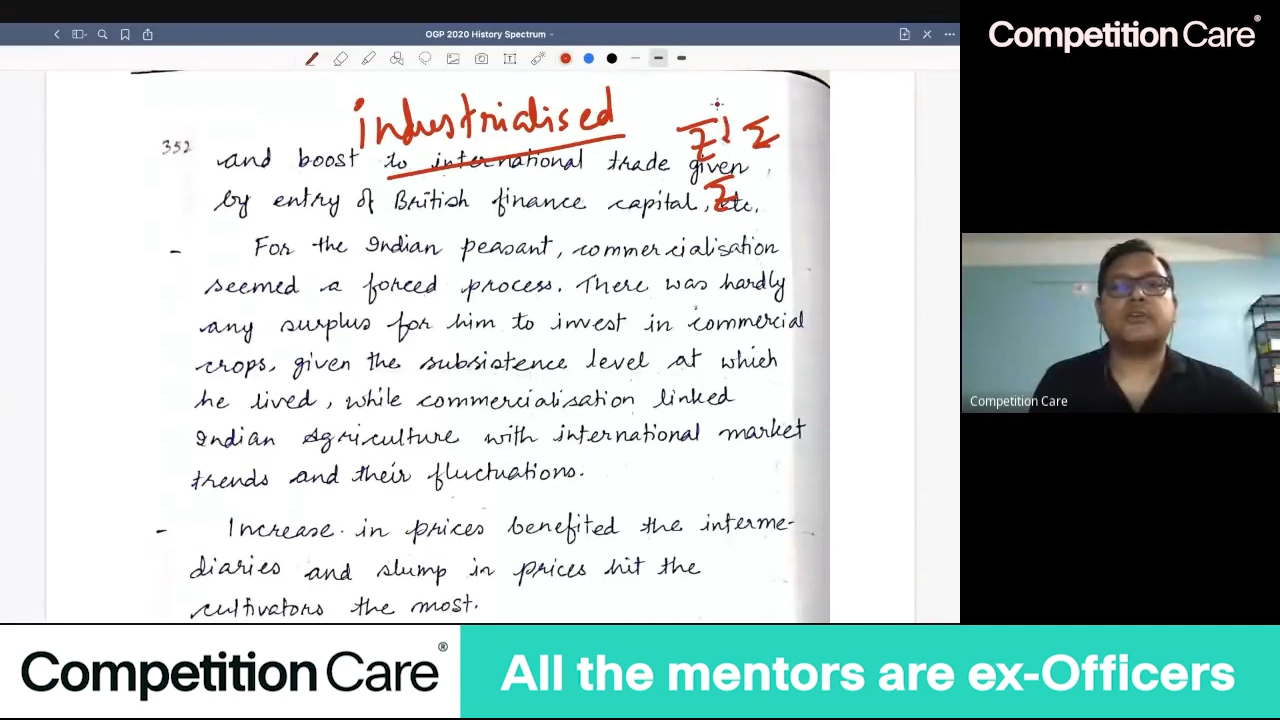 OGP 2020 History Spectrum
Competition Care®
industrialised
352
and boost to international trade given
by entry of British finance capital, etc.
- For the Indian peasant, commercialisation
seemed a forced process. There was hardly
any surplus for him to invest in commercial
crops, given the subsistence level at which
he lived, while commercialisation linked
Indian Agriculture with international market
trends and their fluctuations.
- Increase in prices benefited the interme-
diaries and slump in prices hit the
cultivators the most.
Competition Care
Competition Care®
All the mentors are ex-Officers